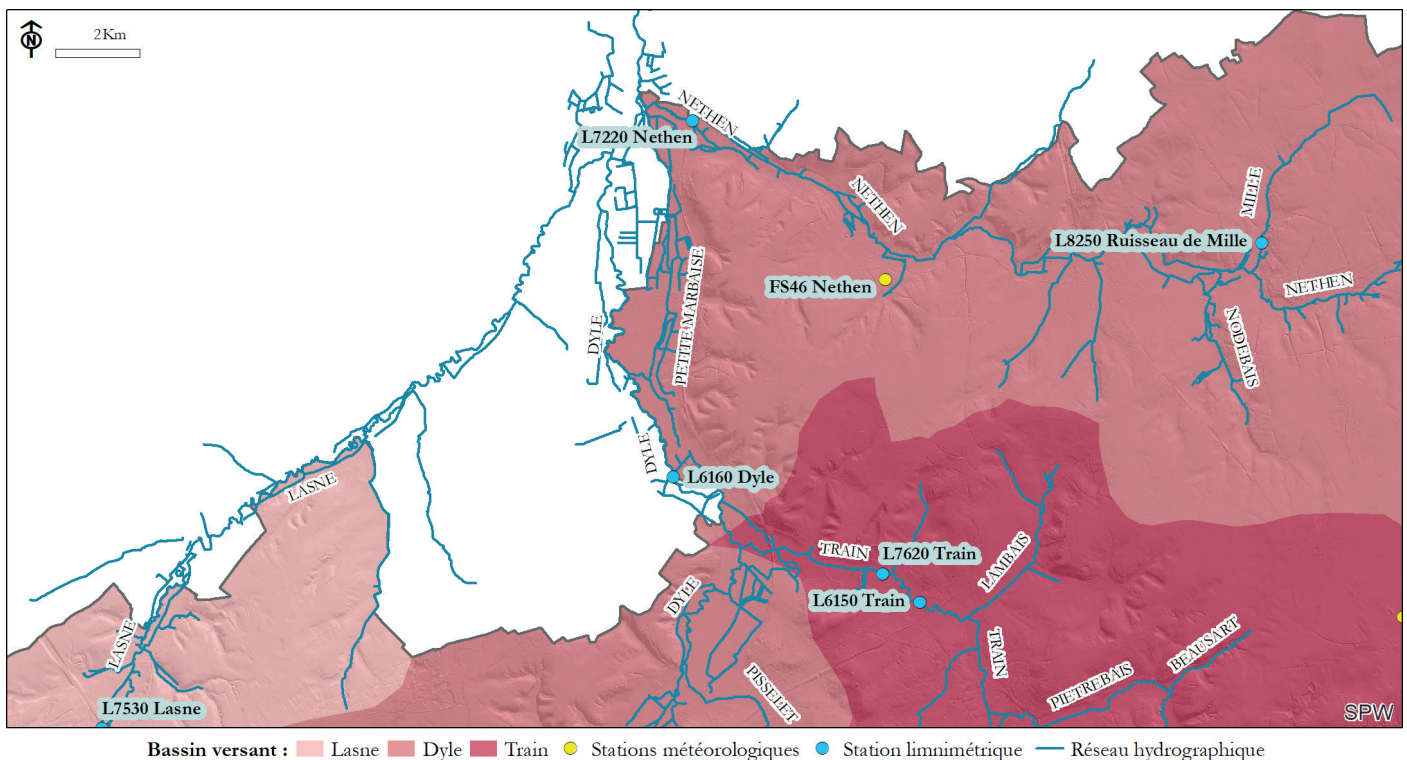 N
2Km
NETHEN
L7220 Nethen
NETHEN
MILLE
L8250 Ruisseau de Mille
FS46 Nethen
NETHEN
PETITE MARBAISE
DYLE
NODEBAIS
DYLE
LASNE
L6160 Dyle
TRAIN
L7620 Train
LAMBAIS
L6150 Train
DYLE
LASNE
TRAIN
BEAUSART
PIETREBAIS
PISSELET
L7530 Lasne
SPW
Bassin versant : Lasne Dyle Train Stations météorologiques Station limnimétrique Réseau hydrographique